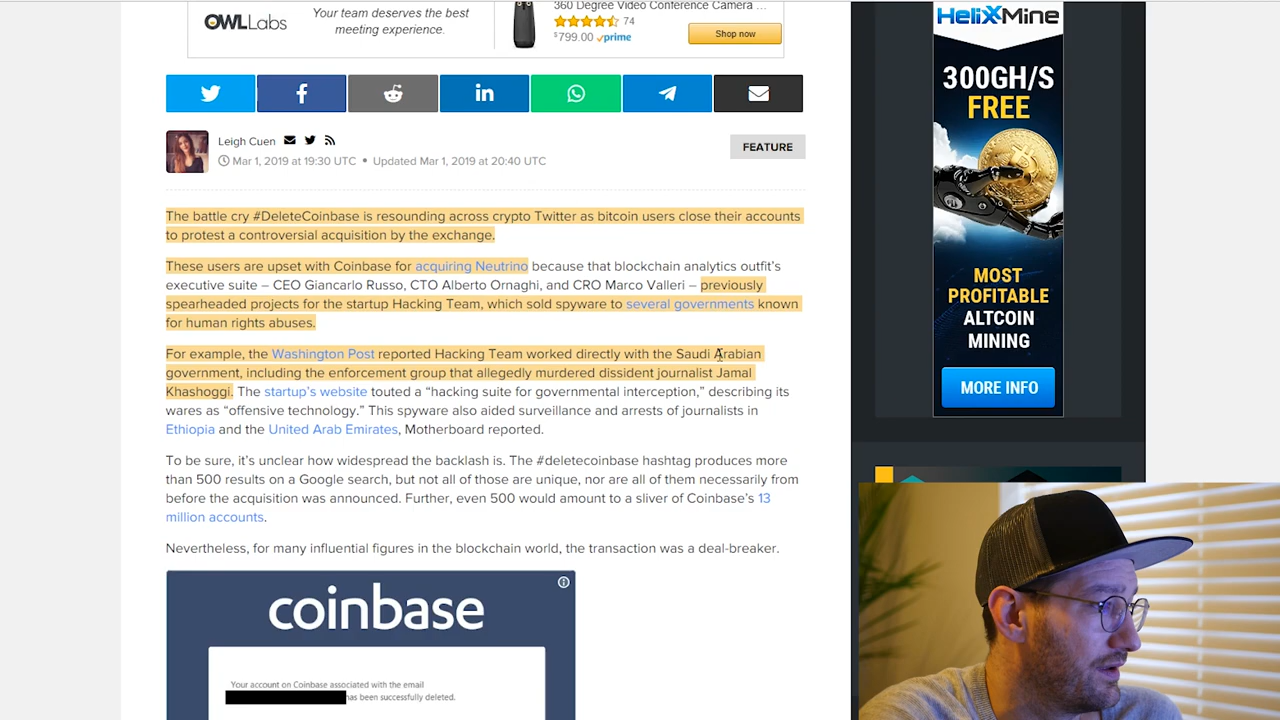 OWLLabs
Your team deserves the best
meeting experience.
360 Degree Video Conference Camera ...
74
$799.00 prime
Shop now
HeliXXMine
300GH/S
FREE
MOST
PROFITABLE
ALTCOIN
MINING
MORE INFO
Leigh Cuen
Mar 1, 2019 at 19:30 UTC • Updated Mar 1, 2019 at 20:40 UTC
FEATURE
The battle cry #DeleteCoinbase is resounding across crypto Twitter as bitcoin users close their accounts
to protest a controversial acquisition by the exchange.
These users are upset with Coinbase for acquiring Neutrino because that blockchain analytics outfit's
executive suite – CEO Giancarlo Russo, CTO Alberto Ornaghi, and CRO Marco Valleri – previously
spearheaded projects for the startup Hacking Team, which sold spyware to several governments known
for human rights abuses.
For example, the Washington Post reported Hacking Team worked directly with the Saudi Arabian
government, including the enforcement group that allegedly murdered dissident journalist Jamal
Khashoggi. The startup's website touted a “hacking suite for governmental interception,” describing its
wares as “offensive technology.” This spyware also aided surveillance and arrests of journalists in
Ethiopia and the United Arab Emirates, Motherboard reported.
To be sure, it's unclear how widespread the backlash is. The #deletecoinbase hashtag produces more
than 500 results on a Google search, but not all of those are unique, nor are all of them necessarily from
before the acquisition was announced. Further, even 500 would amount to a sliver of Coinbase's 13
million accounts.
Nevertheless, for many influential figures in the blockchain world, the transaction was a deal-breaker.
coinbase
Your account on Coinbase associated with the email
has been successfully deleted.